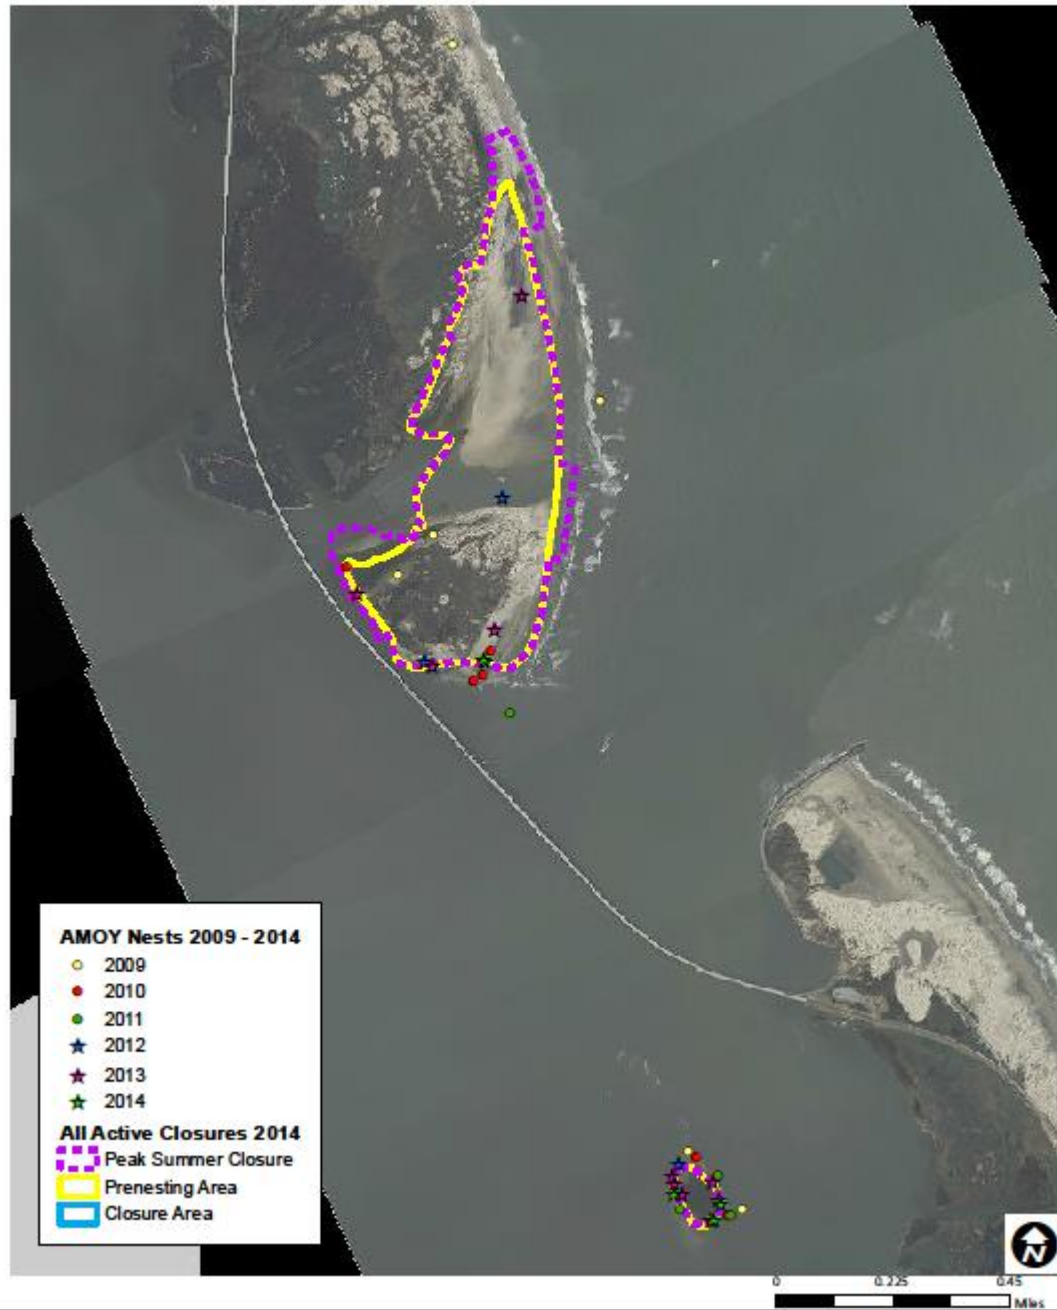 AMOY Nests 2009 - 2014
2009
2010
2011
2012
2013
2014
All Active Closures 2014
Peak Summer Closure
Prenesting Area
Closure Area
N
0 0.225 0.45
Miles